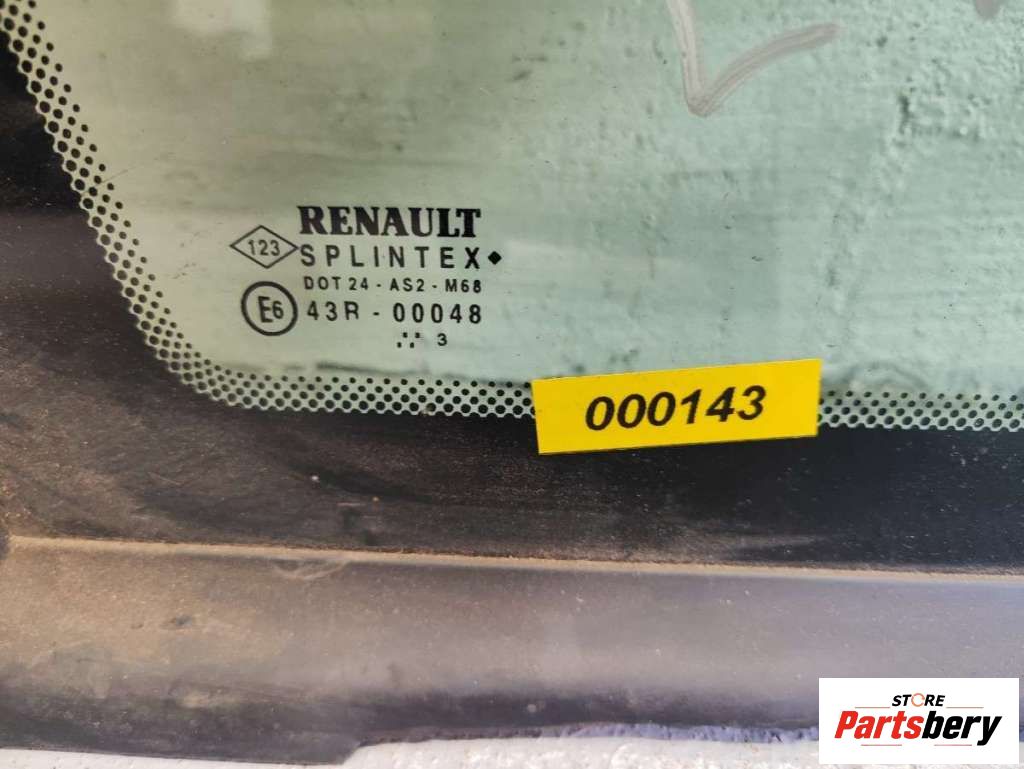 RENAULT
123
SPLINTEX
DOT 24 - AS2 - M68
E6
43R - 00048
3
000143
STORE
Partsbery